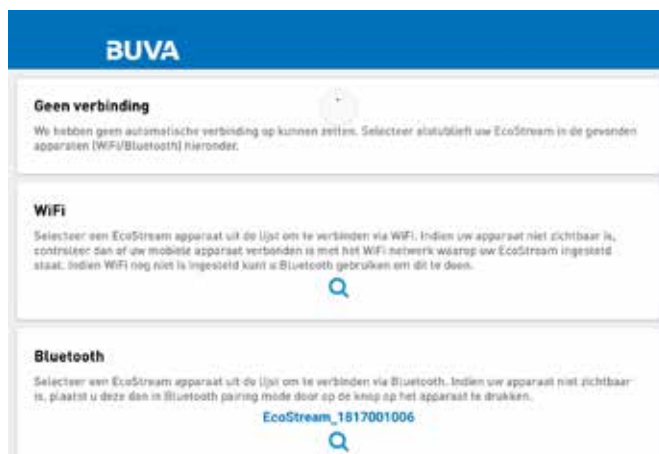 BUVA
Geen verbinding
We hebben geen automatische verbinding op kunnen zetten. Selecteer alstublieft uw EcoStream in de gevonden
apparaten (WiFi/Bluetooth) hieronder.
WiFi
Selecteer een EcoStream apparaat uit de lijst om te verbinden via WiFi. Indien uw apparaat niet zichtbaar is,
controleer dan of uw mobiele apparaat verbonden is met het WiFi netwerk waarop uw EcoStream ingesteld
staat. Indien WiFi nog niet is ingesteld kunt u Bluetooth gebruiken om dit te doen.
Bluetooth
Selecteer een EcoStream apparaat uit de lijst om te verbinden via Bluetooth. Indien uw apparaat niet zichtbaar
is, plaatst u deze dan in Bluetooth pairing mode door op de knop op het apparaat te drukken.
EcoStream_1817001006